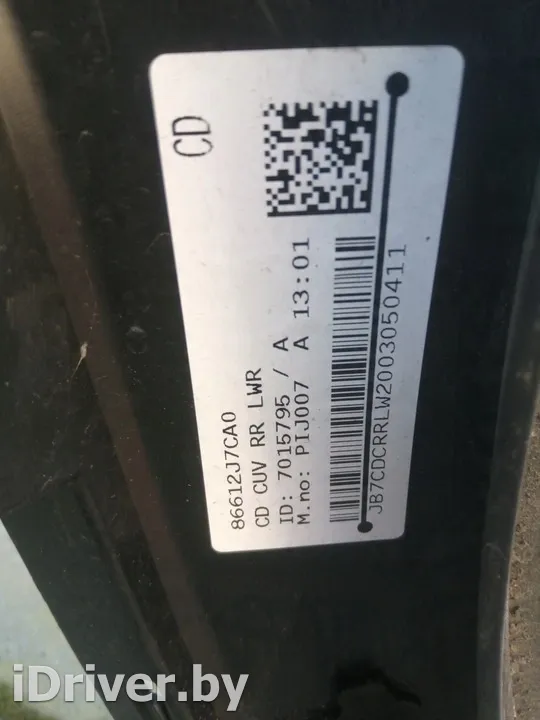 CD
86612J7CA0
CD CUV RR LWR
ID: 7015795 / A
M.no: PIJ007 A 13:01
JB7CDCRRLW2003050411
iDriver.by